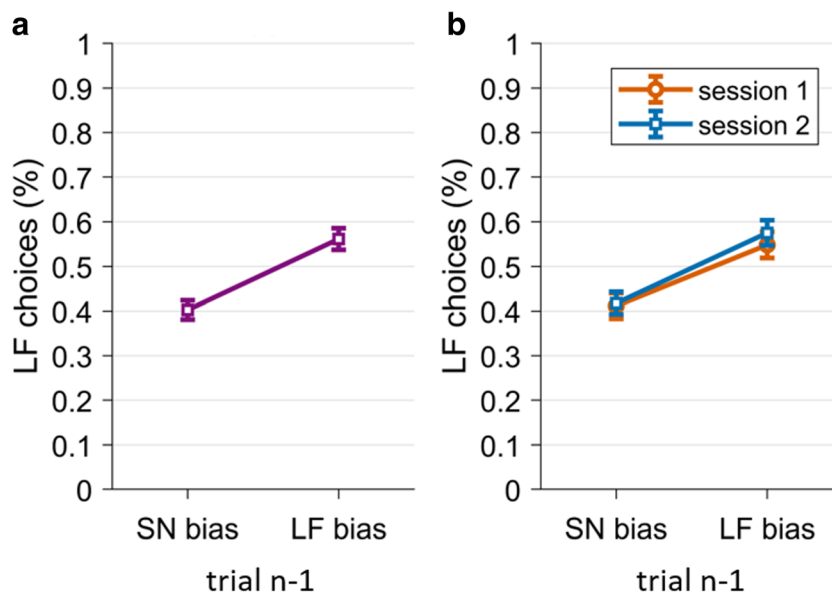 a
LF choices (%)
1
0.9
0.8
0.7
0.6
0.5
0.4
0.3
0.2
0.1
0
SN bias LF bias
trial n-1
b
LF choices (%)
1
0.9
0.8
0.7
0.6
0.5
0.4
0.3
0.2
0.1
0
session 1
session 2
SN bias LF bias
trial n-1